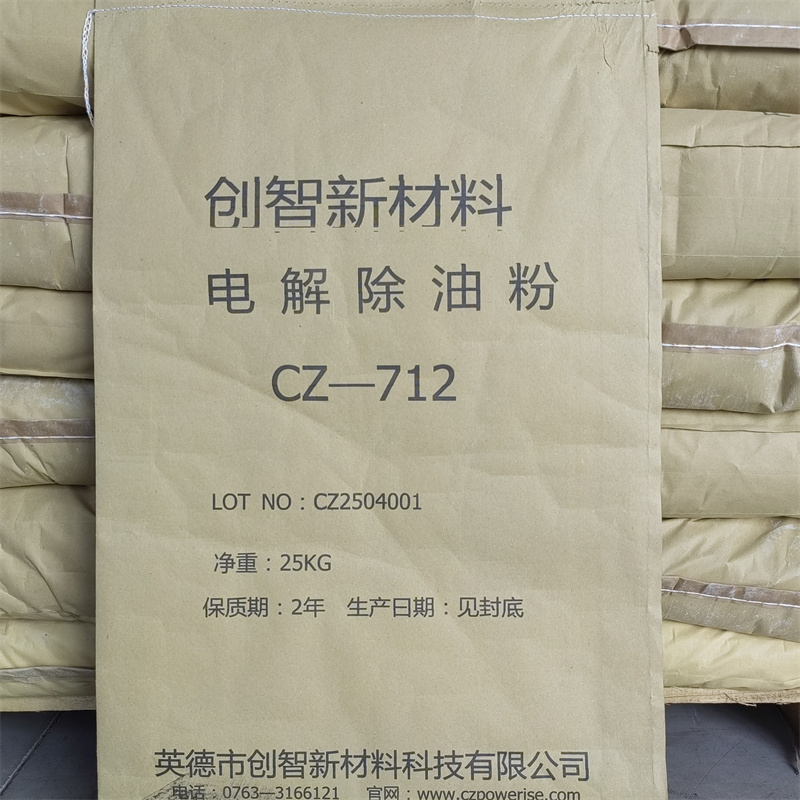 创智新材料
电解除油粉
CZ—712
LOT NO：CZ2504001
净重：25KG
保质期：2年 生产日期：见封底
英德市创智新材料科技有限公司
电话：0763—3166121 官网：www.czpowerise.com